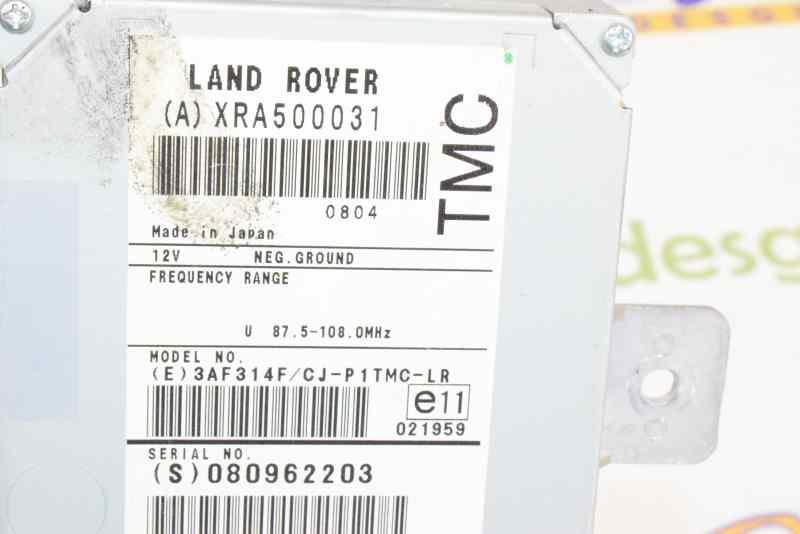 LAND ROVER
(A) XRA500031
TMC
0804
Made in Japan
12V NEG.GROUND
FREQUENCY RANGE
U 87.5-108.0MHz
MODEL NO.
(E)3AF314F/CJ-P1TMC-LR
e11
021959
SERIAL NO.
(S)080962203
desg